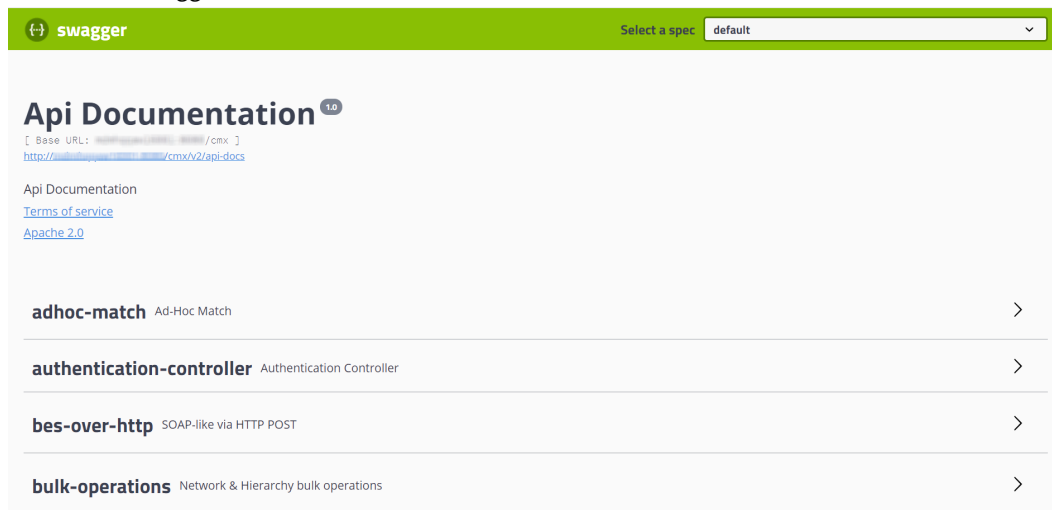 swagger
Select a spec default
Api Documentation 1.0
[ Base URL: /cmx ]
http:// /cmx/v2/api-docs
Api Documentation
Terms of service
Apache 2.0
adhoc-match Ad-Hoc Match
authentication-controller Authentication Controller
bes-over-http SOAP-like via HTTP POST
bulk-operations Network & Hierarchy bulk operations